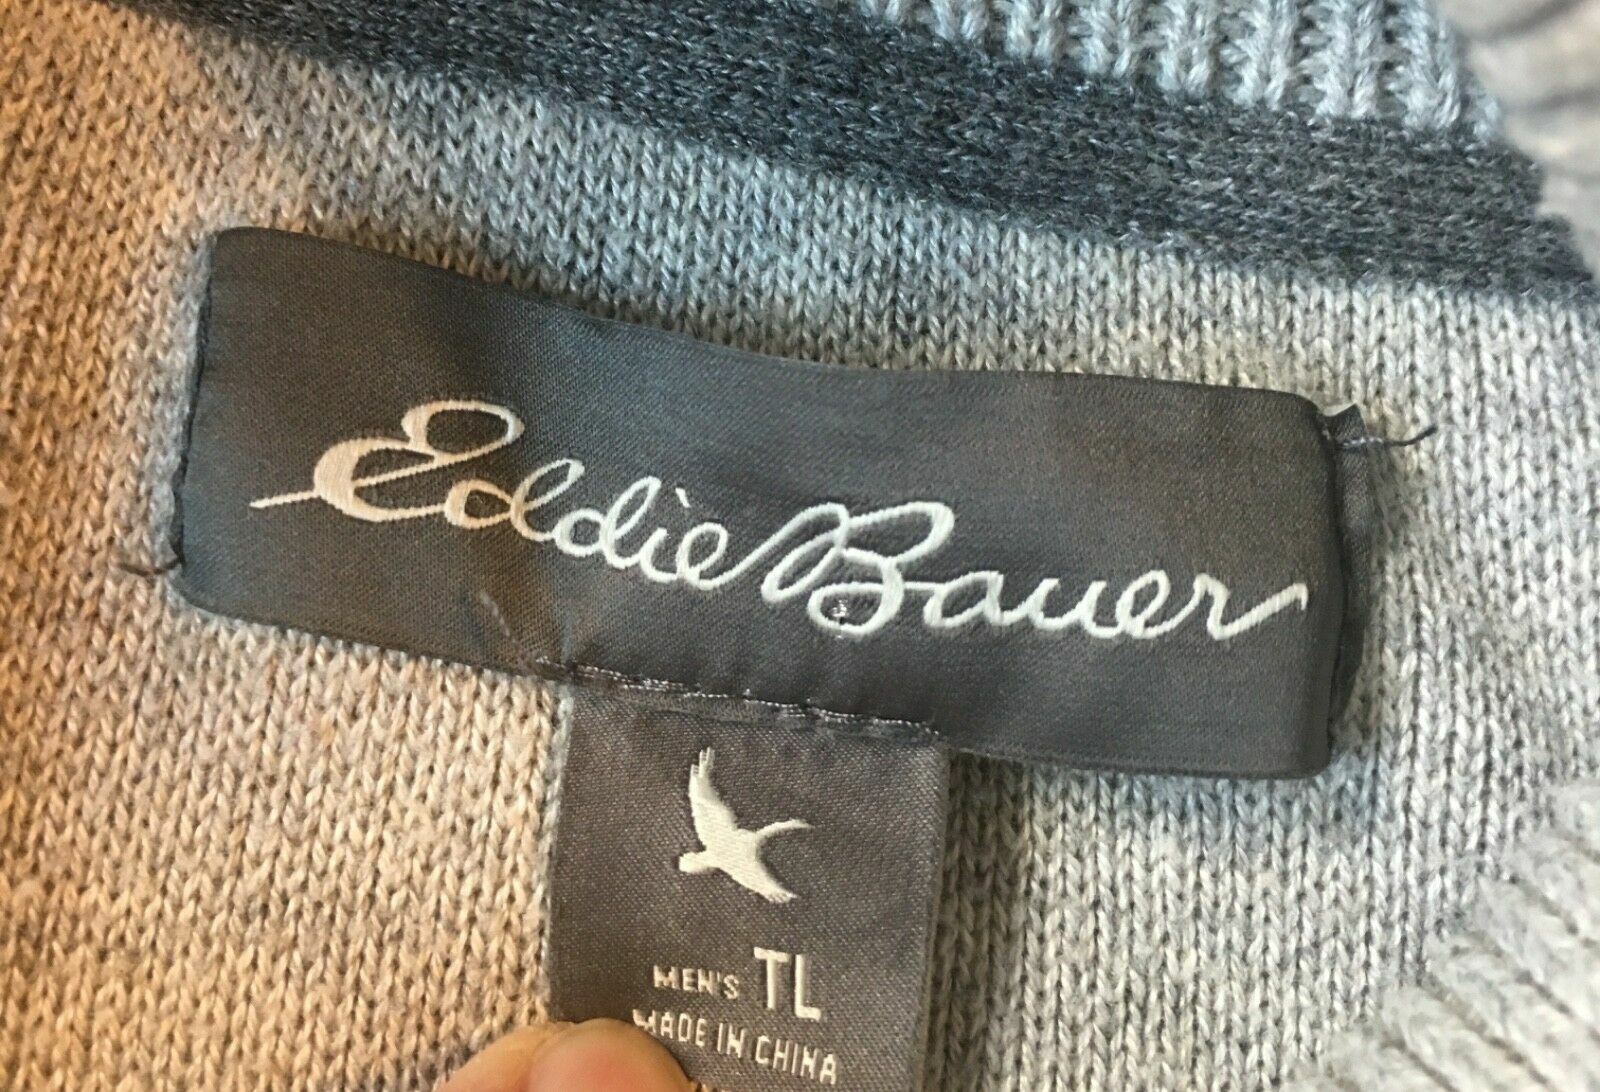 Eddie Bauer
MEN'S TL
MADE IN CHINA